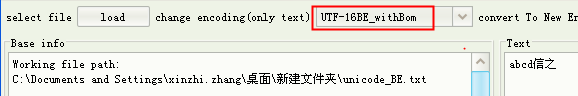 select file load change encoding(only text) UTF-16BE_withBom convert To New En
Base info Text
Working file path: abcd信之
C:\Documents and Settings\xinzhi.zhang\桌面\新建文件夹\unicode_BE.txt